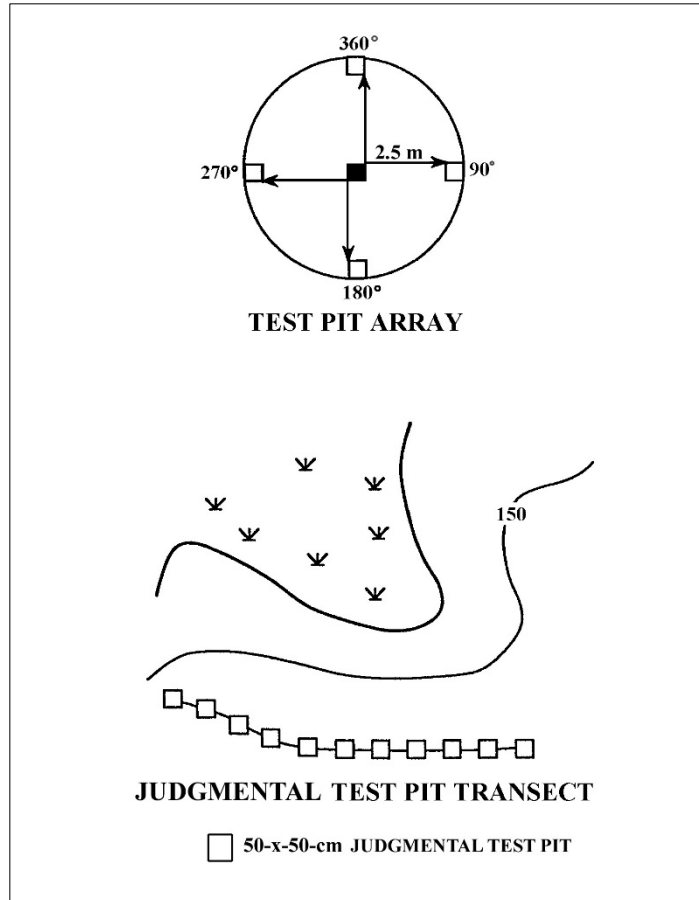 360°
2.5 m
270°
90°
180°
TEST PIT ARRAY
150
JUDGMENTAL TEST PIT TRANSECT
50-x-50-cm JUDGMENTAL TEST PIT